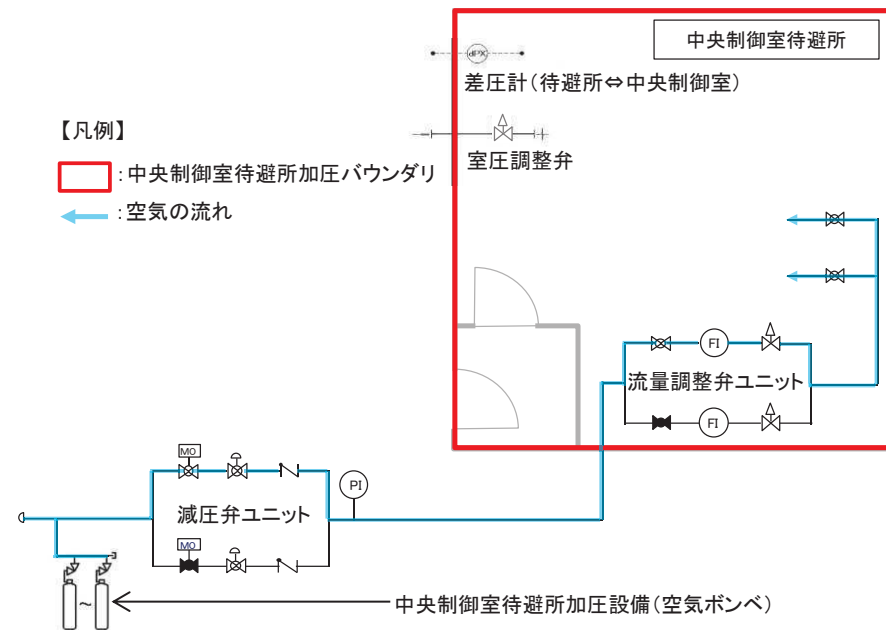 中央制御室待避所
dPX
差圧計(待避所⇔中央制御室)
【凡例】
室圧調整弁
:中央制御室待避所加圧バウンダリ
:空気の流れ
FI
流量調整弁ユニット
FI
MO
PI
減圧弁ユニット
MO
~
中央制御室待避所加圧設備(空気ボンベ)